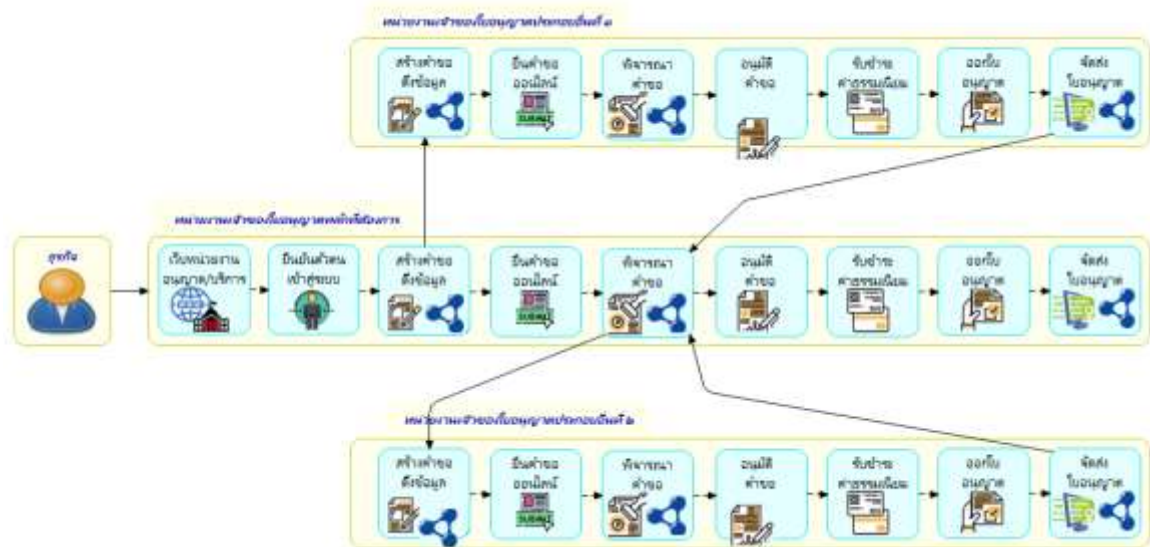 หน่วยงานเจ้าของใบอนุญาตประกอบอื่นที่ ๑
สร้างคำขอ
ดึงข้อมูล
ยื่นคำขอ
ออนไลน์
SUBMIT
พิจารณา
คำขอ
อนุมัติ
คำขอ
รับชำระ
ค่าธรรมเนียม
ออกใบ
อนุญาต
จัดส่ง
ใบอนุญาต
หน่วยงานเจ้าของใบอนุญาตหลักที่ต้องการ
ธุรกิจ
เว็บหน่วยงาน
อนุญาต/บริการ
ยืนยันตัวตน
เข้าสู่ระบบ
สร้างคำขอ
ดึงข้อมูล
ยื่นคำขอ
ออนไลน์
SUBMIT
พิจารณา
คำขอ
อนุมัติ
คำขอ
รับชำระ
ค่าธรรมเนียม
ออกใบ
อนุญาต
จัดส่ง
ใบอนุญาต
หน่วยงานเจ้าของใบอนุญาตประกอบอื่นที่ ๒
สร้างคำขอ
ดึงข้อมูล
ยื่นคำขอ
ออนไลน์
SUBMIT
พิจารณา
คำขอ
อนุมัติ
คำขอ
รับชำระ
ค่าธรรมเนียม
ออกใบ
อนุญาต
จัดส่ง
ใบอนุญาต